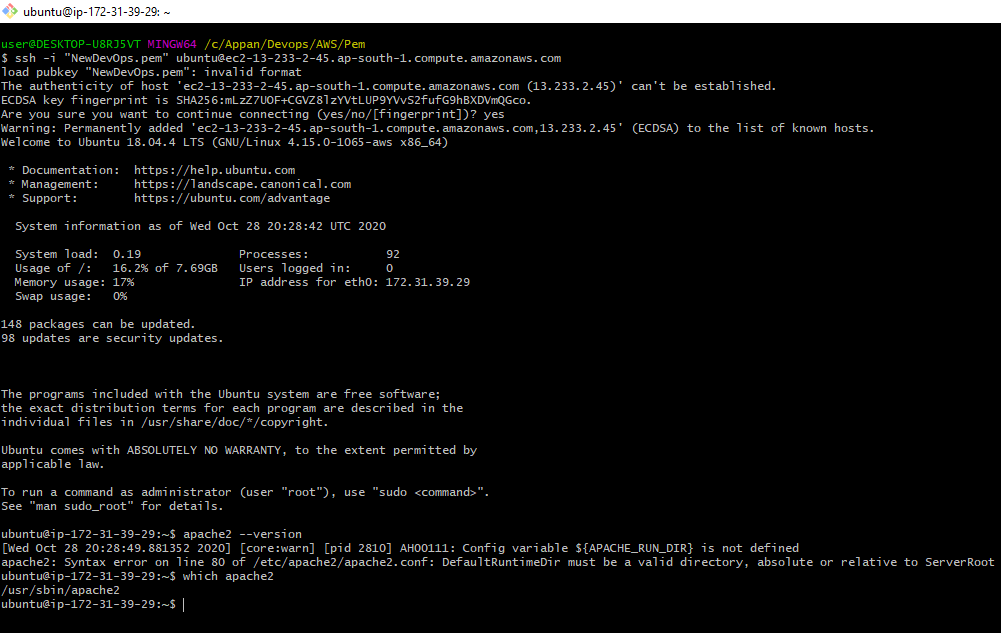 ubuntu@ip-172-31-39-29: ~
user@DESKTOP-U8RJ5VT MINGW64 /c/Appan/Devops/AWS/Pem
$ ssh -i "NewDevOps.pem" ubuntu@ec2-13-233-2-45.ap-south-1.compute.amazonaws.com
load pubkey "NewDevOps.pem": invalid format
The authenticity of host 'ec2-13-233-2-45.ap-south-1.compute.amazonaws.com (13.233.2.45)' can't be established.
ECDSA key fingerprint is SHA256:mLzZ7UOF+CGVZ8lzYVtLUP9YVvS2fufG9hBXDVmQGco.
Are you sure you want to continue connecting (yes/no/[fingerprint])? yes
Warning: Permanently added 'ec2-13-233-2-45.ap-south-1.compute.amazonaws.com,13.233.2.45' (ECDSA) to the list of known hosts.
Welcome to Ubuntu 18.04.4 LTS (GNU/Linux 4.15.0-1065-aws x86_64)
* Documentation:  https://help.ubuntu.com
* Management:     https://landscape.canonical.com
* Support:        https://ubuntu.com/advantage
System information as of Wed Oct 28 20:28:42 UTC 2020
System load:  0.19              Processes:           92
Usage of /:   16.2% of 7.69GB   Users logged in:     0
Memory usage: 17%               IP address for eth0: 172.31.39.29
Swap usage:   0%
148 packages can be updated.
98 updates are security updates.
The programs included with the Ubuntu system are free software;
the exact distribution terms for each program are described in the
individual files in /usr/share/doc/*/copyright.
Ubuntu comes with ABSOLUTELY NO WARRANTY, to the extent permitted by
applicable law.
To run a command as administrator (user "root"), use "sudo <command>".
See "man sudo_root" for details.
ubuntu@ip-172-31-39-29:~$ apache2 --version
[Wed Oct 28 20:28:49.881352 2020] [core:warn] [pid 2810] AH00111: Config variable ${APACHE_RUN_DIR} is not defined
apache2: Syntax error on line 80 of /etc/apache2/apache2.conf: DefaultRuntimeDir must be a valid directory, absolute or relative to ServerRoot
ubuntu@ip-172-31-39-29:~$ which apache2
/usr/sbin/apache2
ubuntu@ip-172-31-39-29:~$